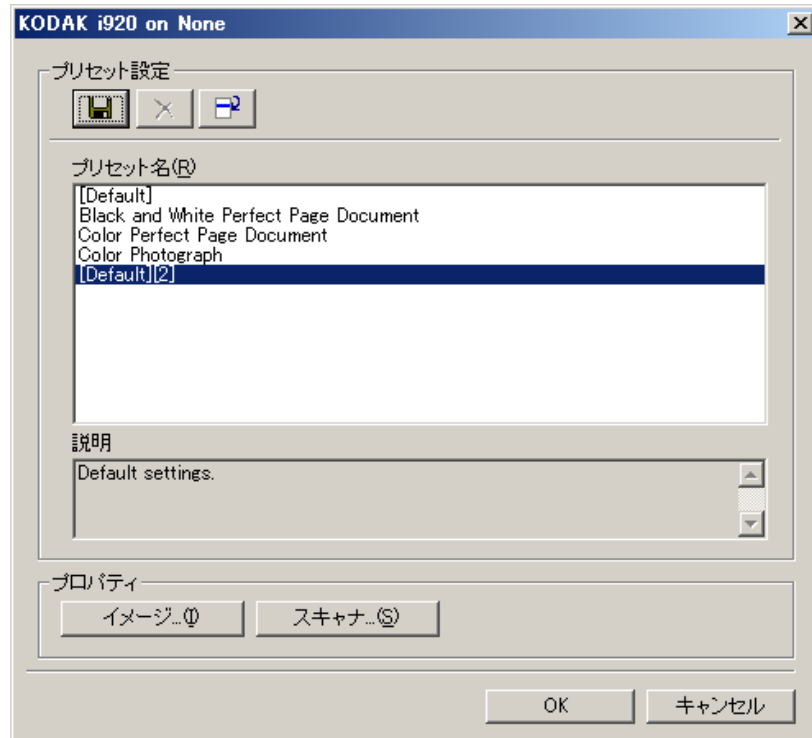 KODAK i920 on None
プリセット設定
プリセット名(R)
[Default]
Black and White Perfect Page Document
Color Perfect Page Document
Color Photograph
[Default][2]
説明
Default settings.
プロパティ
イメージ...(I)
スキャナ...(S)
OK
キャンセル